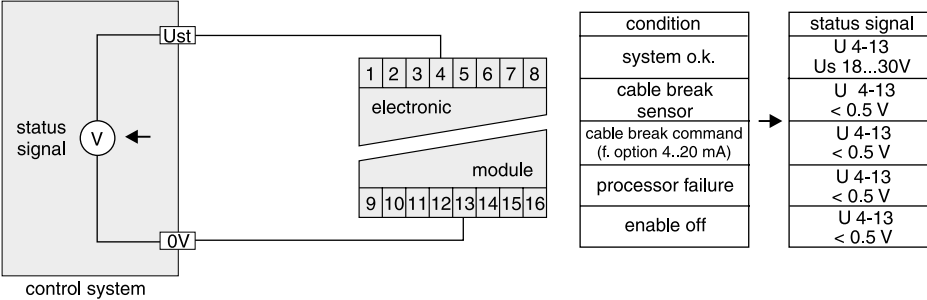 Ust
status
signal
V
0V
control system
1 2 3 4 5 6 7 8
electronic
module
9 10 11 12 13 14 15 16
condition
system o.k.
cable break
sensor
cable break command
(f. option 4..20 mA)
processor failure
enable off
status signal
U 4-13
Us 18...30V
U 4-13
< 0.5 V
U 4-13
< 0.5 V
U 4-13
< 0.5 V
U 4-13
< 0.5 V